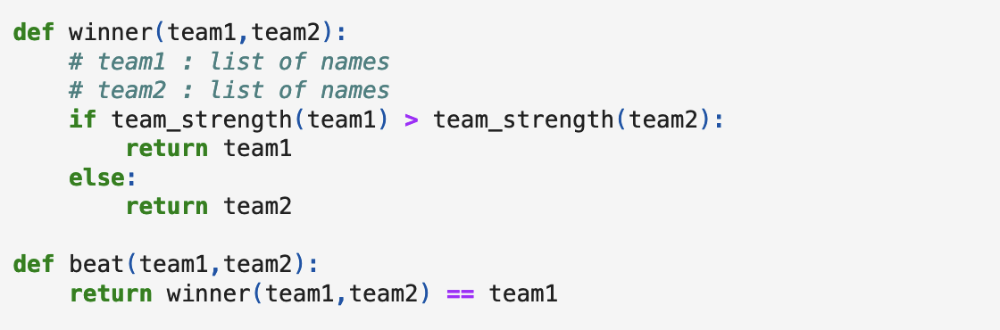 def winner(team1,team2):
    # team1 : list of names
    # team2 : list of names
    if team_strength(team1) > team_strength(team2):
        return team1
    else:
        return team2

def beat(team1,team2):
    return winner(team1,team2) == team1